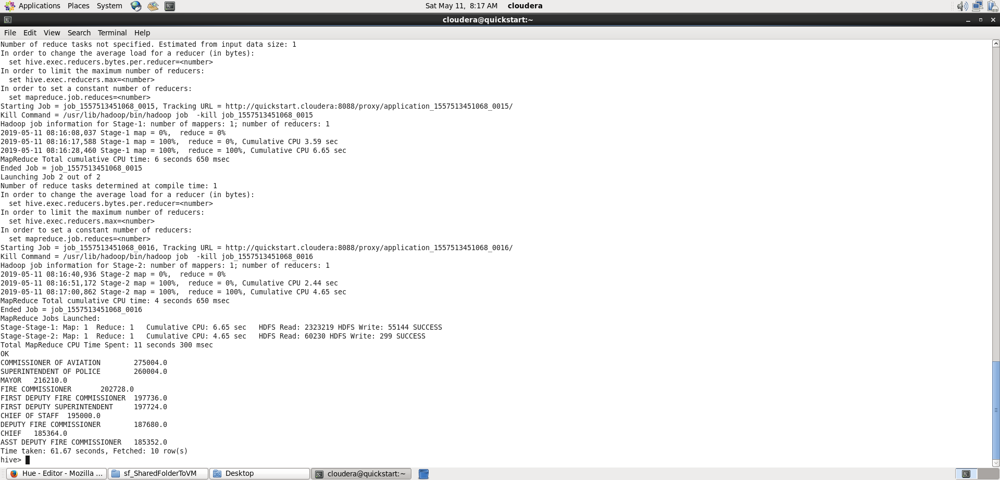 Applications Places System Sat May 11, 8:17 AM cloudera
cloudera@quickstart:~
File Edit View Search Terminal Help
Number of reduce tasks not specified. Estimated from input data size: 1
In order to change the average load for a reducer (in bytes):
  set hive.exec.reducers.bytes.per.reducer=<number>
In order to limit the maximum number of reducers:
  set hive.exec.reducers.max=<number>
In order to set a constant number of reducers:
  set mapreduce.job.reduces=<number>
Starting Job = job_1557513451068_0015, Tracking URL = http://quickstart.cloudera:8088/proxy/application_1557513451068_0015/
Kill Command = /usr/lib/hadoop/bin/hadoop job  -kill job_1557513451068_0015
Hadoop job information for Stage-1: number of mappers: 1; number of reducers: 1
2019-05-11 08:16:08,037 Stage-1 map = 0%,  reduce = 0%
2019-05-11 08:16:17,588 Stage-1 map = 100%,  reduce = 0%, Cumulative CPU 3.59 sec
2019-05-11 08:16:28,460 Stage-1 map = 100%,  reduce = 100%, Cumulative CPU 6.65 sec
MapReduce Total cumulative CPU time: 6 seconds 650 msec
Ended Job = job_1557513451068_0015
Launching Job 2 out of 2
Number of reduce tasks determined at compile time: 1
In order to change the average load for a reducer (in bytes):
  set hive.exec.reducers.bytes.per.reducer=<number>
In order to limit the maximum number of reducers:
  set hive.exec.reducers.max=<number>
In order to set a constant number of reducers:
  set mapreduce.job.reduces=<number>
Starting Job = job_1557513451068_0016, Tracking URL = http://quickstart.cloudera:8088/proxy/application_1557513451068_0016/
Kill Command = /usr/lib/hadoop/bin/hadoop job  -kill job_1557513451068_0016
Hadoop job information for Stage-2: number of mappers: 1; number of reducers: 1
2019-05-11 08:16:40,936 Stage-2 map = 0%,  reduce = 0%
2019-05-11 08:16:51,172 Stage-2 map = 100%,  reduce = 0%, Cumulative CPU 2.44 sec
2019-05-11 08:17:00,862 Stage-2 map = 100%,  reduce = 100%, Cumulative CPU 4.65 sec
MapReduce Total cumulative CPU time: 4 seconds 650 msec
Ended Job = job_1557513451068_0016
MapReduce Jobs Launched:
Stage-Stage-1: Map: 1  Reduce: 1   Cumulative CPU: 6.65 sec   HDFS Read: 2323219 HDFS Write: 55144 SUCCESS
Stage-Stage-2: Map: 1  Reduce: 1   Cumulative CPU: 4.65 sec   HDFS Read: 60230 HDFS Write: 299 SUCCESS
Total MapReduce CPU Time Spent: 11 seconds 300 msec
OK
COMMISSIONER OF AVIATION        275004.0
SUPERINTENDENT OF POLICE        260004.0
MAYOR   216210.0
FIRE COMMISSIONER       202728.0
FIRST DEPUTY FIRE COMMISSIONER  197736.0
FIRST DEPUTY SUPERINTENDENT     197724.0
CHIEF OF STAFF  195000.0
DEPUTY FIRE COMMISSIONER        187680.0
CHIEF   185364.0
ASST DEPUTY FIRE COMMISSIONER   185352.0
Time taken: 61.67 seconds, Fetched: 10 row(s)
hive>
Hue - Editor - Mozilla ... sf_SharedFolderToVM Desktop cloudera@quickstart:~